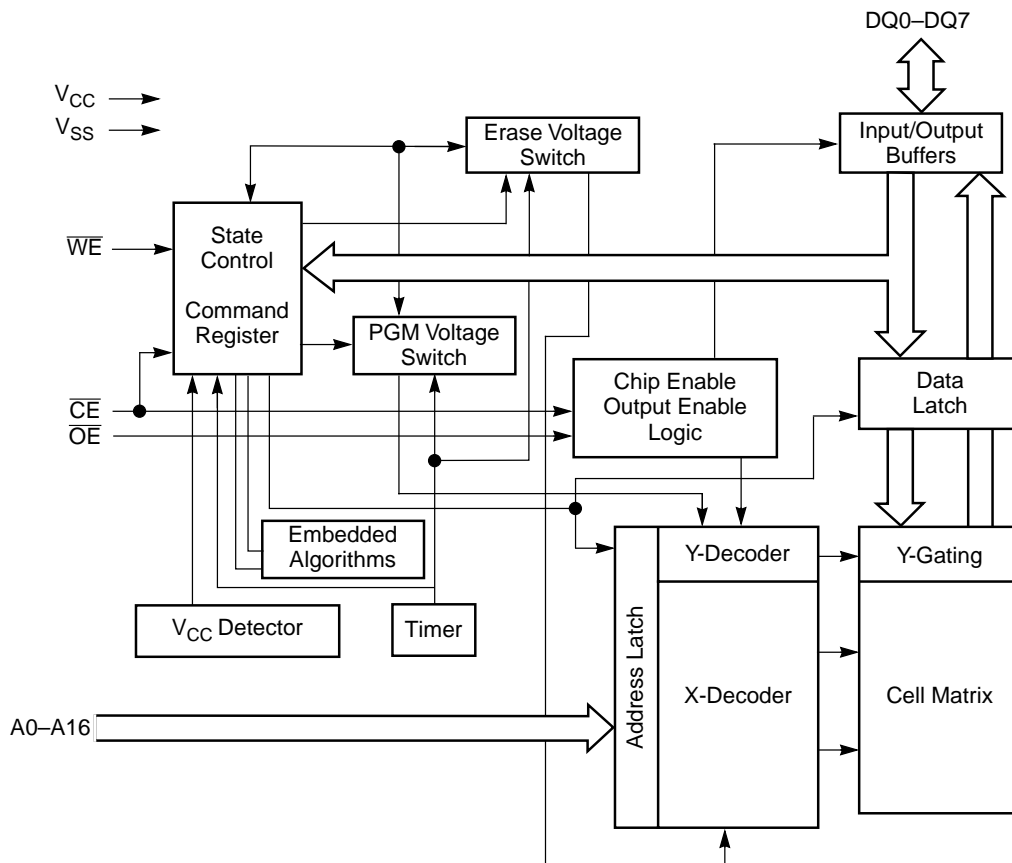 DQ0–DQ7
VCC
VSS
Erase Voltage
Switch
Input/Output
Buffers
WE
State
Control
Command
Register
PGM Voltage
Switch
CE
OE
Chip Enable
Output Enable
Logic
Data
Latch
Embedded
Algorithms
Y-Decoder
Y-Gating
VCC Detector
Timer
Address Latch
X-Decoder
Cell Matrix
A0–A16